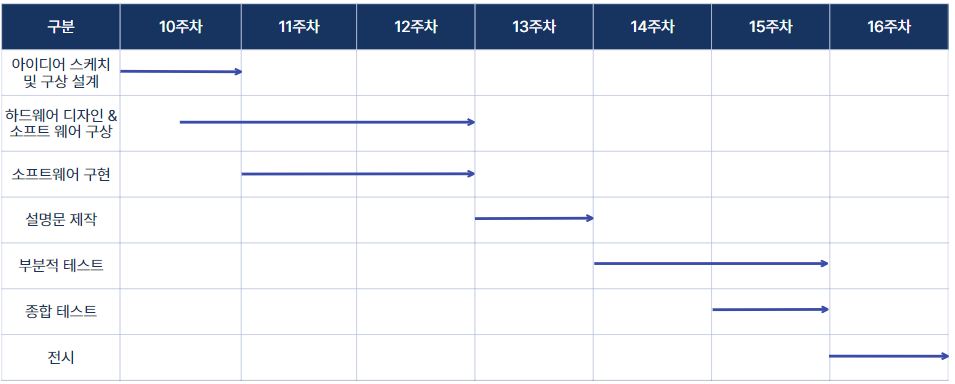 구분 10주차 11주차 12주차 13주차 14주차 15주차 16주차
아이디어 스케치
및 구상 설계
하드웨어 디자인 &
소프트 웨어 구상
소프트웨어 구현
설명문 제작
부분적 테스트
종합 테스트
전시